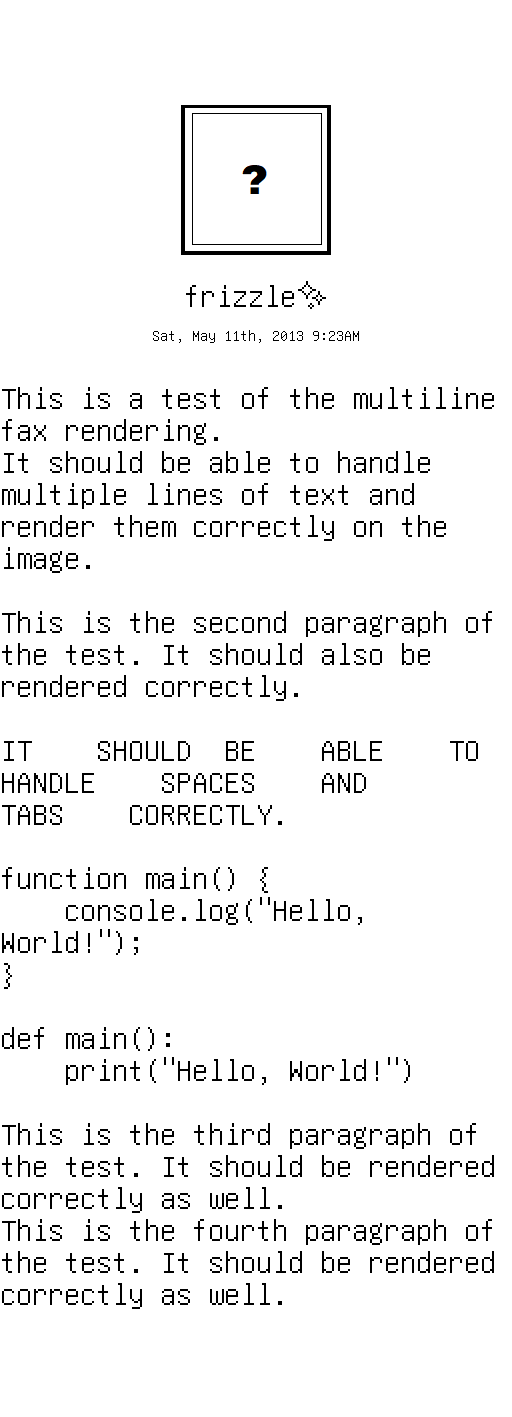 ?
frizzle✨
Sat, May 11th, 2013 9:23AM
This is a test of the multiline
fax rendering.
It should be able to handle
multiple lines of text and
render them correctly on the
image.

This is the second paragraph of
the test. It should also be
rendered correctly.

IT    SHOULD  BE    ABLE    TO
HANDLE    SPACES    AND
TABS    CORRECTLY.

function main() {
    console.log("Hello,
World!");
}

def main():
    print("Hello, World!")

This is the third paragraph of
the test. It should be rendered
correctly as well.
This is the fourth paragraph of
the test. It should be rendered
correctly as well.